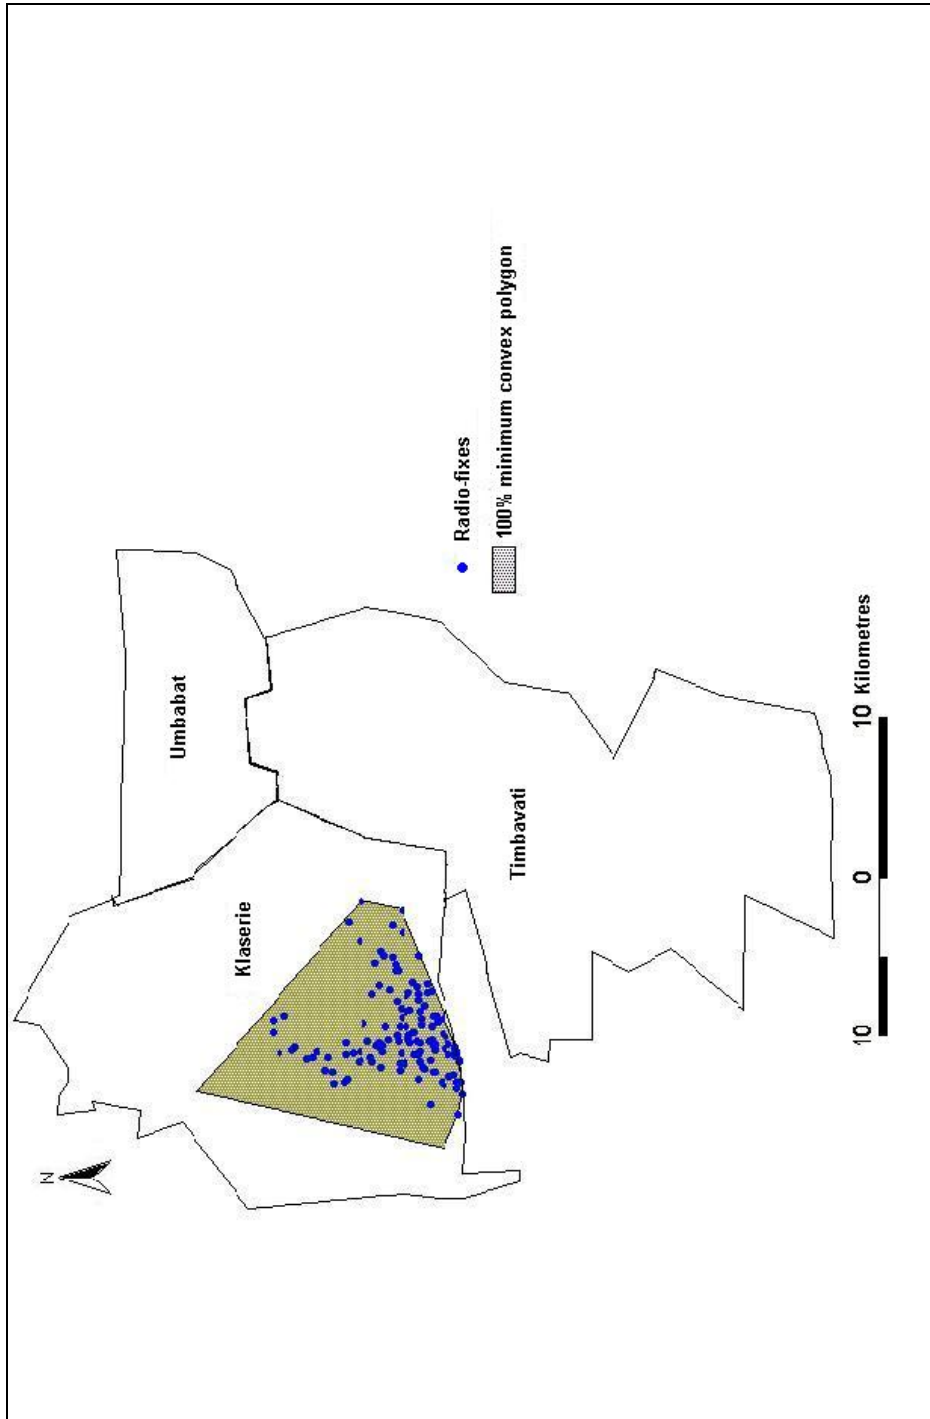 N
Umbabat
Klaserie
Timbavati
Radio-fixes
100% minimum convex polygon
10 0 10 Kilometres